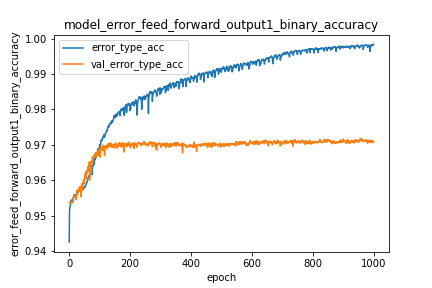 model_error_feed_forward_output1_binary_accuracy
error_feed_forward_output1_binary_accuracy
1.00
0.99
0.98
0.97
0.96
0.95
0.94
error_type_acc
val_error_type_acc
0
200
400
600
800
1000
epoch